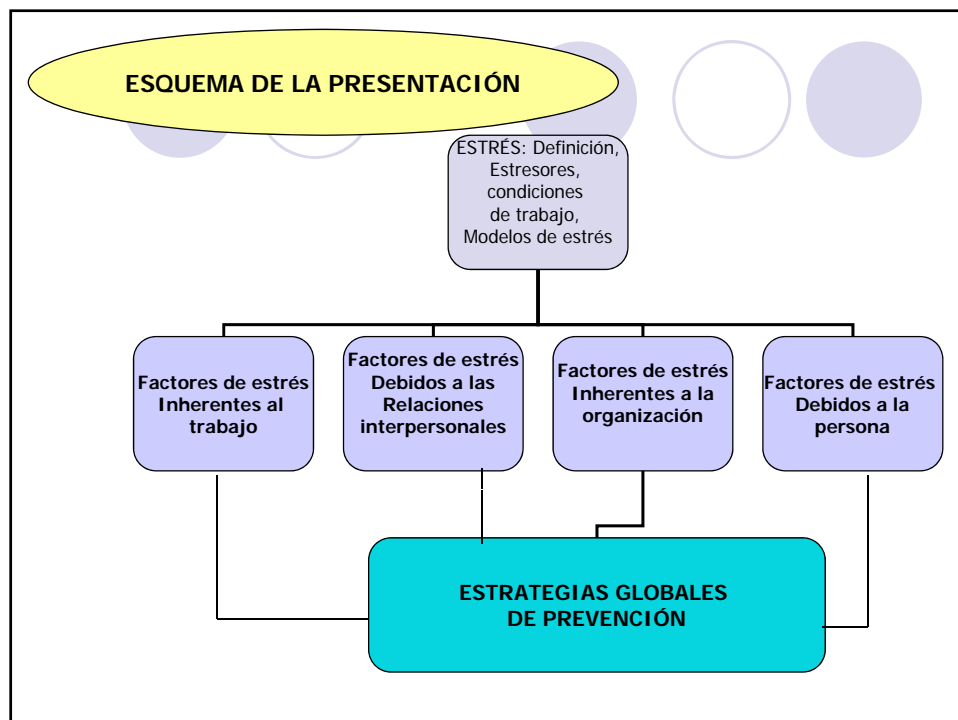 ESQUEMA DE LA PRESENTACIÓN
ESTRÉS: Definición,
Estresores,
condiciones
de trabajo,
Modelos de estrés
Factores de estrés
Inherentes al
trabajo
Factores de estrés
Debidos a las
Relaciones
interpersonales
Factores de estrés
Inherentes a la
organización
Factores de estrés
Debidos a la
persona
ESTRATEGIAS GLOBALES
DE PREVENCIÓN